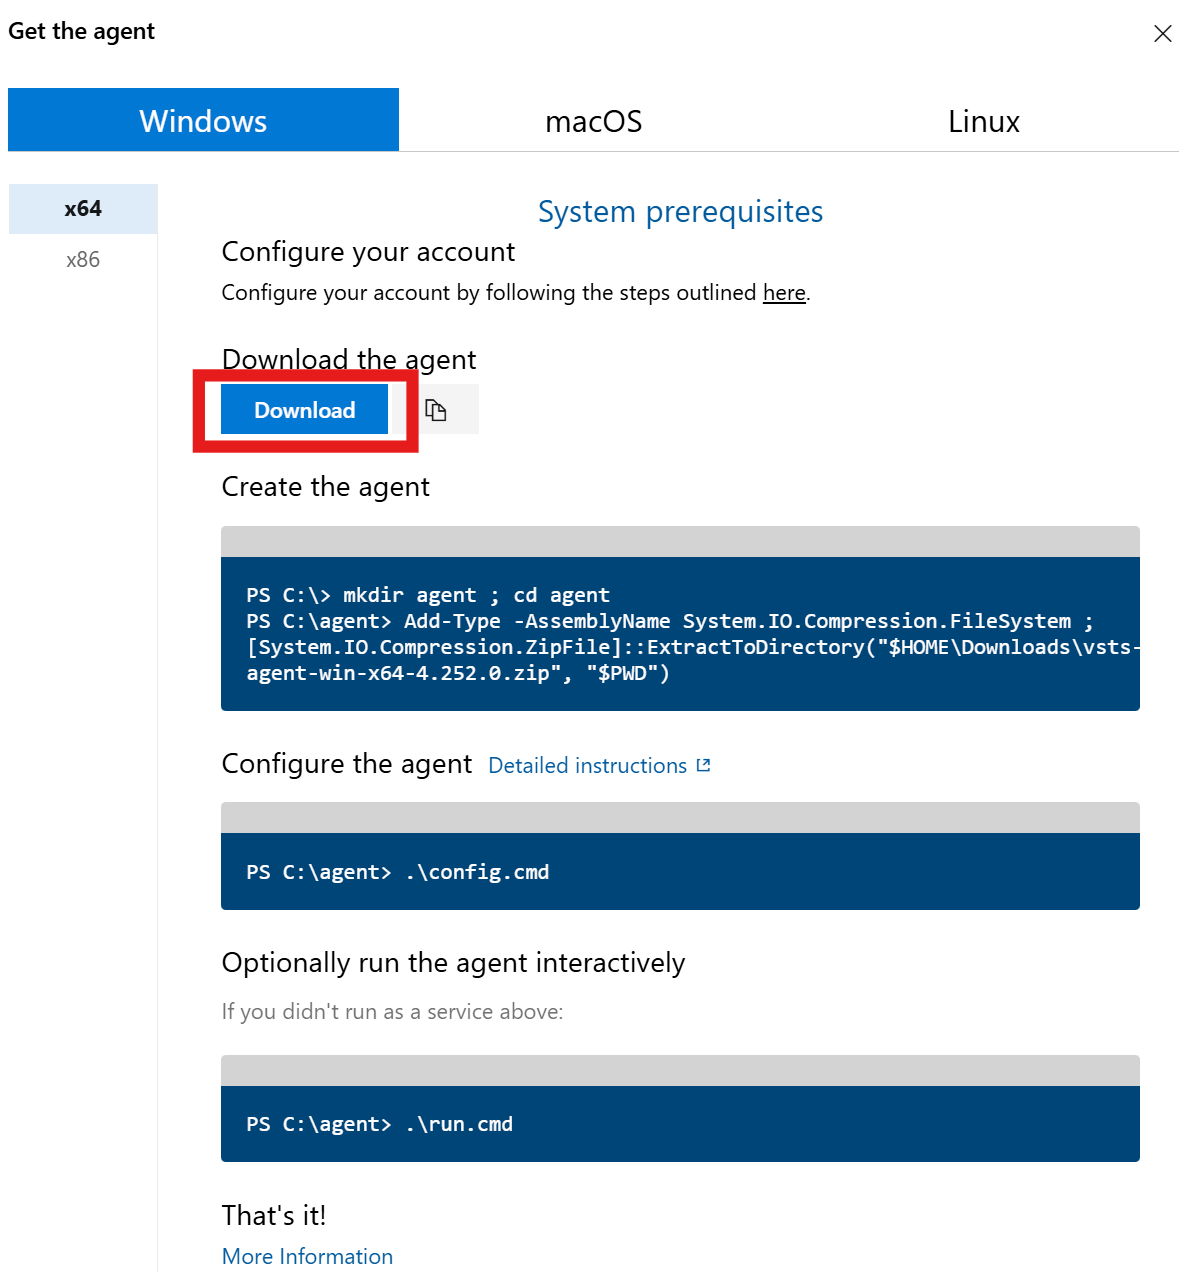 Get the agent
Windows
macOS
Linux
x64
x86
System prerequisites
Configure your account
Configure your account by following the steps outlined here.
Download the agent
Download
Create the agent
PS C:\> mkdir agent ; cd agent
PS C:\agent> Add-Type -AssemblyName System.IO.Compression.FileSystem ;
[System.IO.Compression.ZipFile]::ExtractToDirectory("$HOME\Downloads\vsts-
agent-win-x64-4.252.0.zip", "$PWD")
Configure the agent Detailed instructions
PS C:\agent> .\config.cmd
Optionally run the agent interactively
If you didn't run as a service above:
PS C:\agent> .\run.cmd
That's it!
More Information